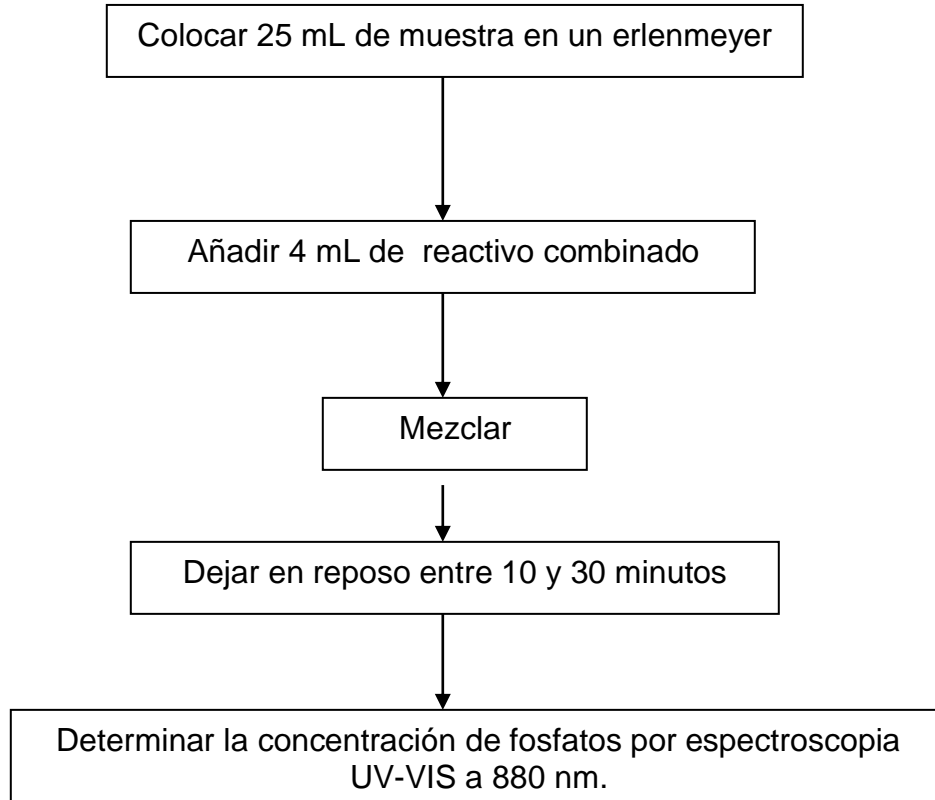 Colocar 25 mL de muestra en un erlenmeyer
Añadir 4 mL de  reactivo combinado
Mezclar
Dejar en reposo entre 10 y 30 minutos
Determinar la concentración de fosfatos por espectroscopia
UV-VIS a 880 nm.